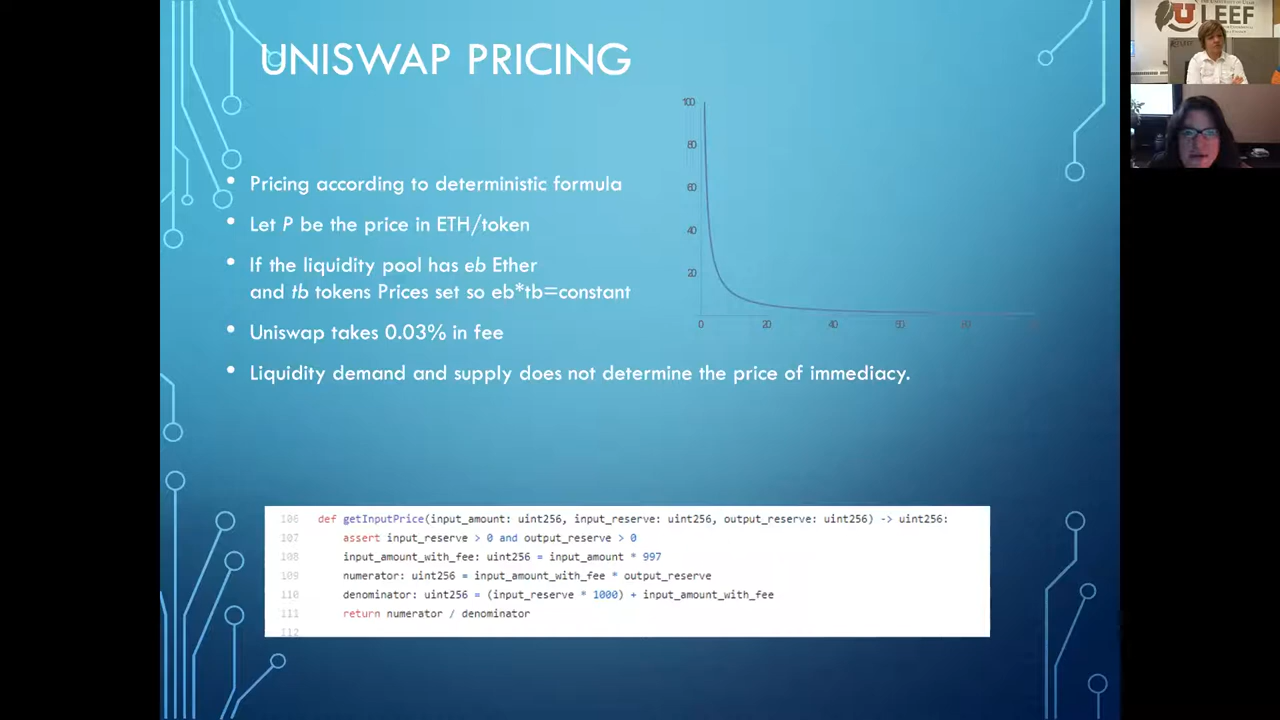 UNISWAP PRICING
LEEF
• Pricing according to deterministic formula
• Let P be the price in ETH/token
• If the liquidity pool has eb Ether
and tb tokens Prices set so eb*tb=constant
• Uniswap takes 0.03% in fee
• Liquidity demand and supply does not determine the price of immediacy.
100
80
60
40
20
0 20 40 60 80
106 def getInputPrice(input_amount: uint256, input_reserve: uint256, output_reserve: uint256) -> uint256:
107 assert input_reserve > 0 and output_reserve > 0
108 input_amount_with_fee: uint256 = input_amount * 997
109 numerator: uint256 = input_amount_with_fee * output_reserve
110 denominator: uint256 = (input_reserve * 1000) + input_amount_with_fee
111 return numerator / denominator
112